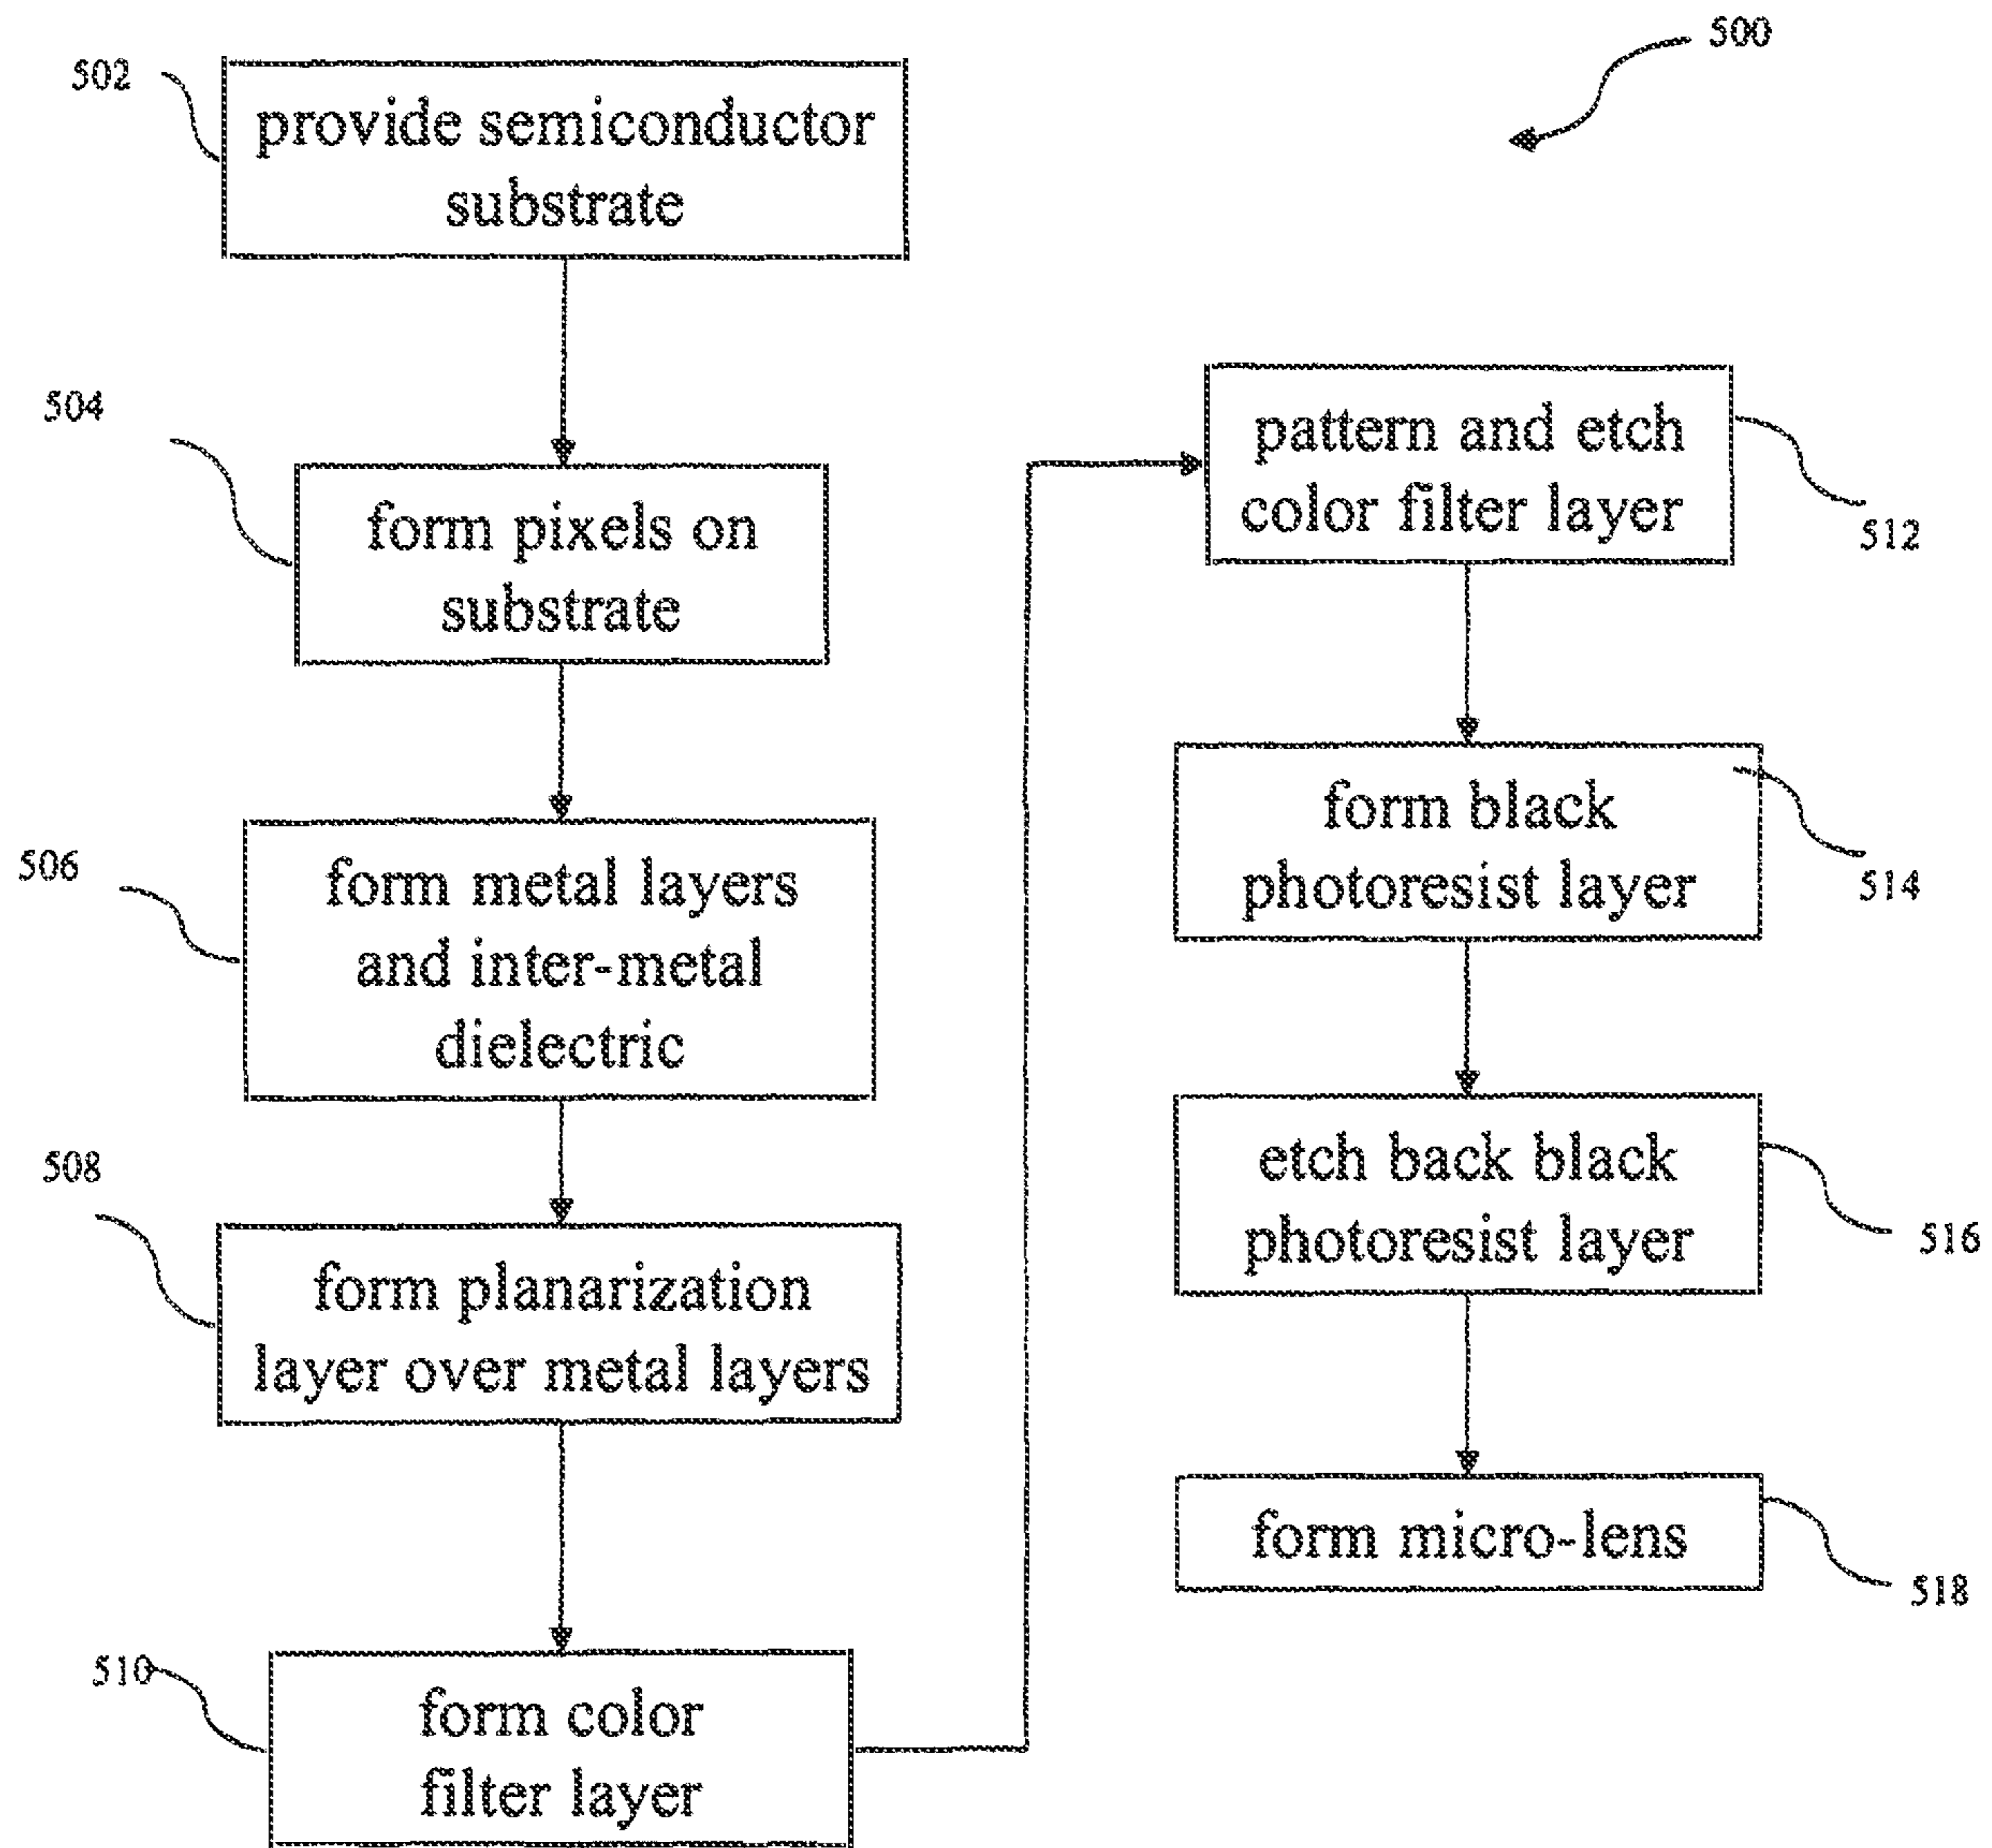 500
502
provide semiconductor
substrate
504
form pixels on
substrate
506
form metal layers
and inter-metal
dielectric
508
form planarization
layer over metal layers
510
form color
filter layer
pattern and etch
color filter layer
512
form black
photoresist layer
514
etch back black
photoresist layer
516
form micro-lens
518